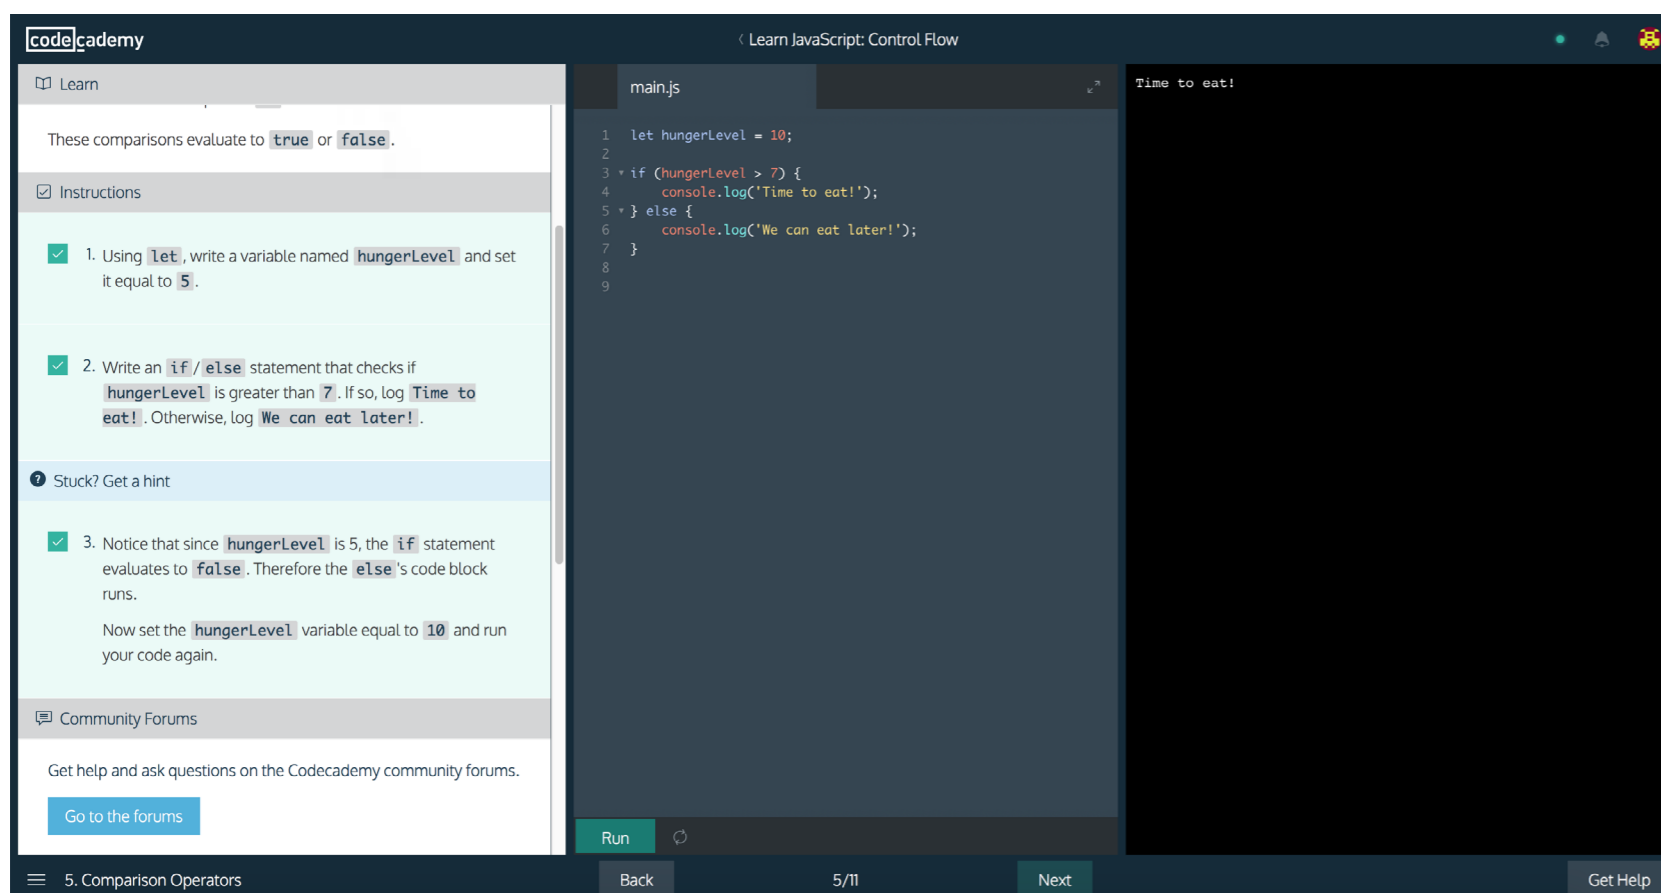 codecademy
Learn JavaScript: Control Flow
Learn
These comparisons evaluate to true or false.
Instructions
1. Using let, write a variable named hungerLevel and set
it equal to 5.
2. Write an if/else statement that checks if
hungerLevel is greater than 7. If so, log Time to
eat!. Otherwise, log We can eat later!.
Stuck? Get a hint
3. Notice that since hungerLevel is 5, the if statement
evaluates to false. Therefore the else's code block
runs.
Now set the hungerLevel variable equal to 10 and run
your code again.
Community Forums
Get help and ask questions on the Codecademy community forums.
Go to the forums
main.js
1 let hungerLevel = 10;
2
3 if (hungerLevel > 7) {
4 console.log('Time to eat!');
5 } else {
6 console.log('We can eat later!');
7 }
8
9
Run
Time to eat!
5. Comparison Operators
Back
5/11
Next
Get Help